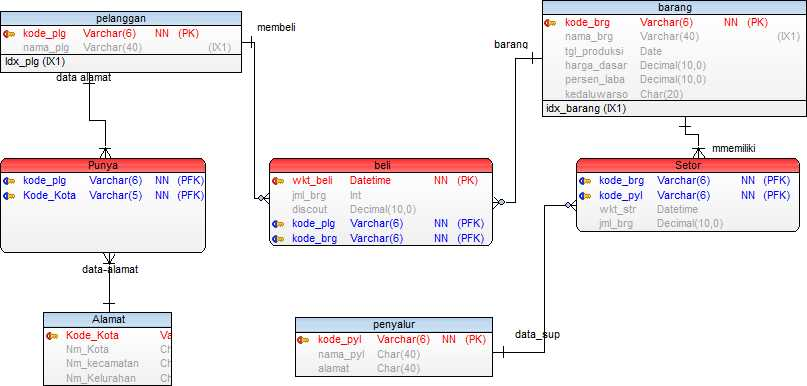 pelanggan
kode_plg Varchar(6) NN (PK)
nama_plg Varchar(40) (IX1)
Idx_plg (IX1)
membeli
data alamat
barang
kode_brg Varchar(6) NN (PK)
nama_brg Varchar(40) (IX1)
tgl_produksi Date
harga_dasar Decimal(10,0)
persen_laba Decimal(10,0)
kedaluwarso Char(20)
idx_barang (IX1)
barang
mmemiliki
Punya
kode_plg Varchar(6) NN (PFK)
Kode_Kota Varchar(5) NN (PFK)
data-alamat
beli
wkt_beli Datetime NN (PK)
jml_brg Int
discout Decimal(10,0)
kode_plg Varchar(6) NN (PFK)
kode_brg Varchar(6) NN (PFK)
Setor
kode_brg Varchar(6) NN (PFK)
kode_pyl Varchar(6) NN (PFK)
wkt_str Datetime
jml_brg Decimal(10,0)
Alamat
Kode_Kota Va
Nm_Kota Ch
Nm_kecamatan Ch
Nm_Kelurahan Ch
penyalur
kode_pyl Varchar(6) NN (PK)
nama_pyl Char(40)
alamat Char(40)
data_sup